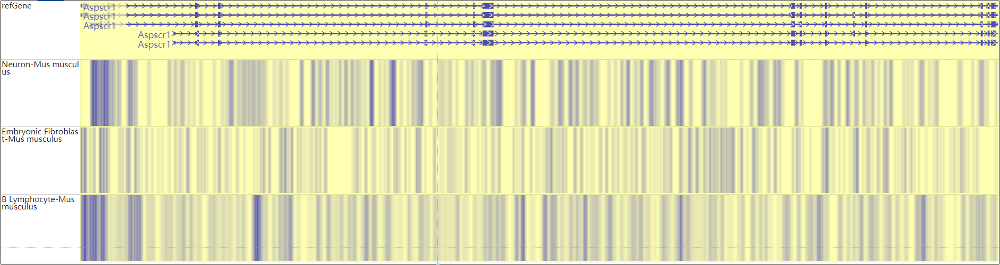 refGene
Aspscr1
Aspscr1
Aspscr1
Aspscr1
Aspscr1
Neuron-Mus muscul
us
Embryonic Fibroblas
t-Mus musculus
B Lymphocyte-Mus
musculus